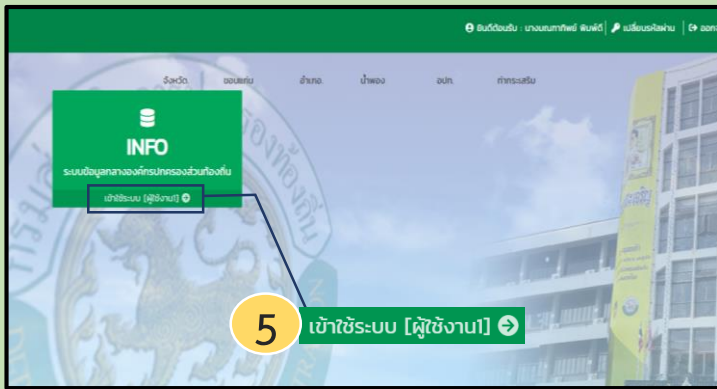 ยินดีต้อนรับ : นางมณฑาทิพย์ พิมพ์ดี | เปลี่ยนรหัสผ่าน |
จังหวัด. ขอนแก่น อำเภอ. น้ำพอง อปท. ท่ากระเสริม
INFO
ระบบข้อมูลกลางองค์กรปกครองส่วนท้องถิ่น
เข้าใช้ระบบ [ผู้ใช้งาน1]
5 เข้าใช้ระบบ [ผู้ใช้งาน1]